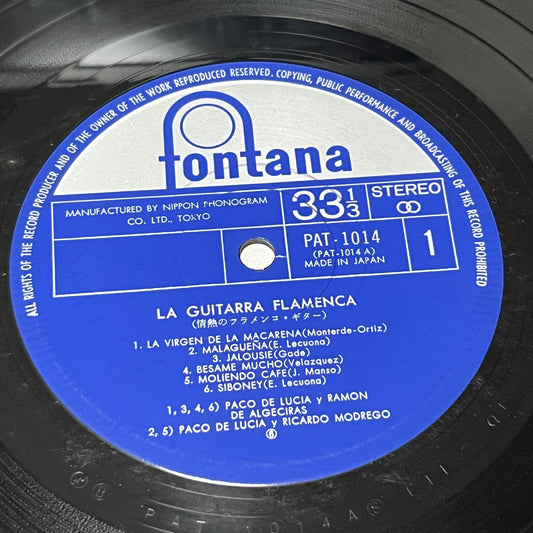 ALL RIGHTS OF THE RECORD PRODUCER AND OF THE OWNER OF THE WORK REPRODUCED RESERVED. COPYING, PUBLIC PERFORMANCE AND BROADCASTING OF THIS RECORD PROHIBITED
fontana
MANUFACTURED BY NIPPON PHONOGRAM
CO. LTD., TOKYO
33 1/3
STEREO
PAT-1014
(PAT-1014 A)
MADE IN JAPAN
1
LA GUITARRA FLAMENCA
(情熱のフラメンコ・ギター)
1. LA VIRGEN DE LA MACARENA(Monterde-Ortiz)
2. MALAGUEÑA(E. Lecuona)
3. JALOUSIE(Gade)
4. BESAME MUCHO(Velazquez)
5. MOLIENDO CAFE(J. Manso)
6. SIBONEY(E. Lecuona)
1, 3, 4, 6) PACO DE LUCIA y RAMON
DE ALGECIRAS
2, 5) PACO DE LUCIA y RICARDO MODREGO